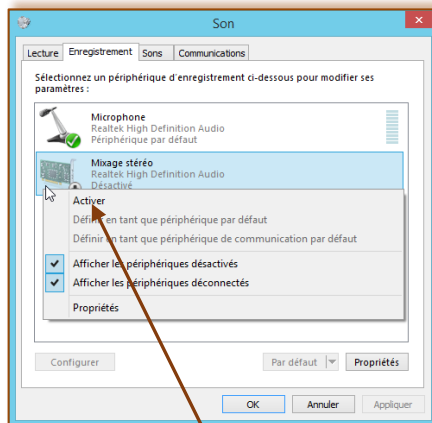 Son
Lecture Enregistrement Sons Communications
Sélectionnez un périphérique d'enregistrement ci-dessous pour modifier ses
paramètres :
Microphone
Realtek High Definition Audio
Périphérique par défaut
Mixage stéréo
Realtek High Definition Audio
Désactivé
Activer
Définir en tant que périphérique par défaut
Définir en tant que périphérique de communication par défaut
Afficher les périphériques désactivés
Afficher les périphériques déconnectés
Propriétés
Configurer Par défaut Propriétés
OK Annuler Appliquer